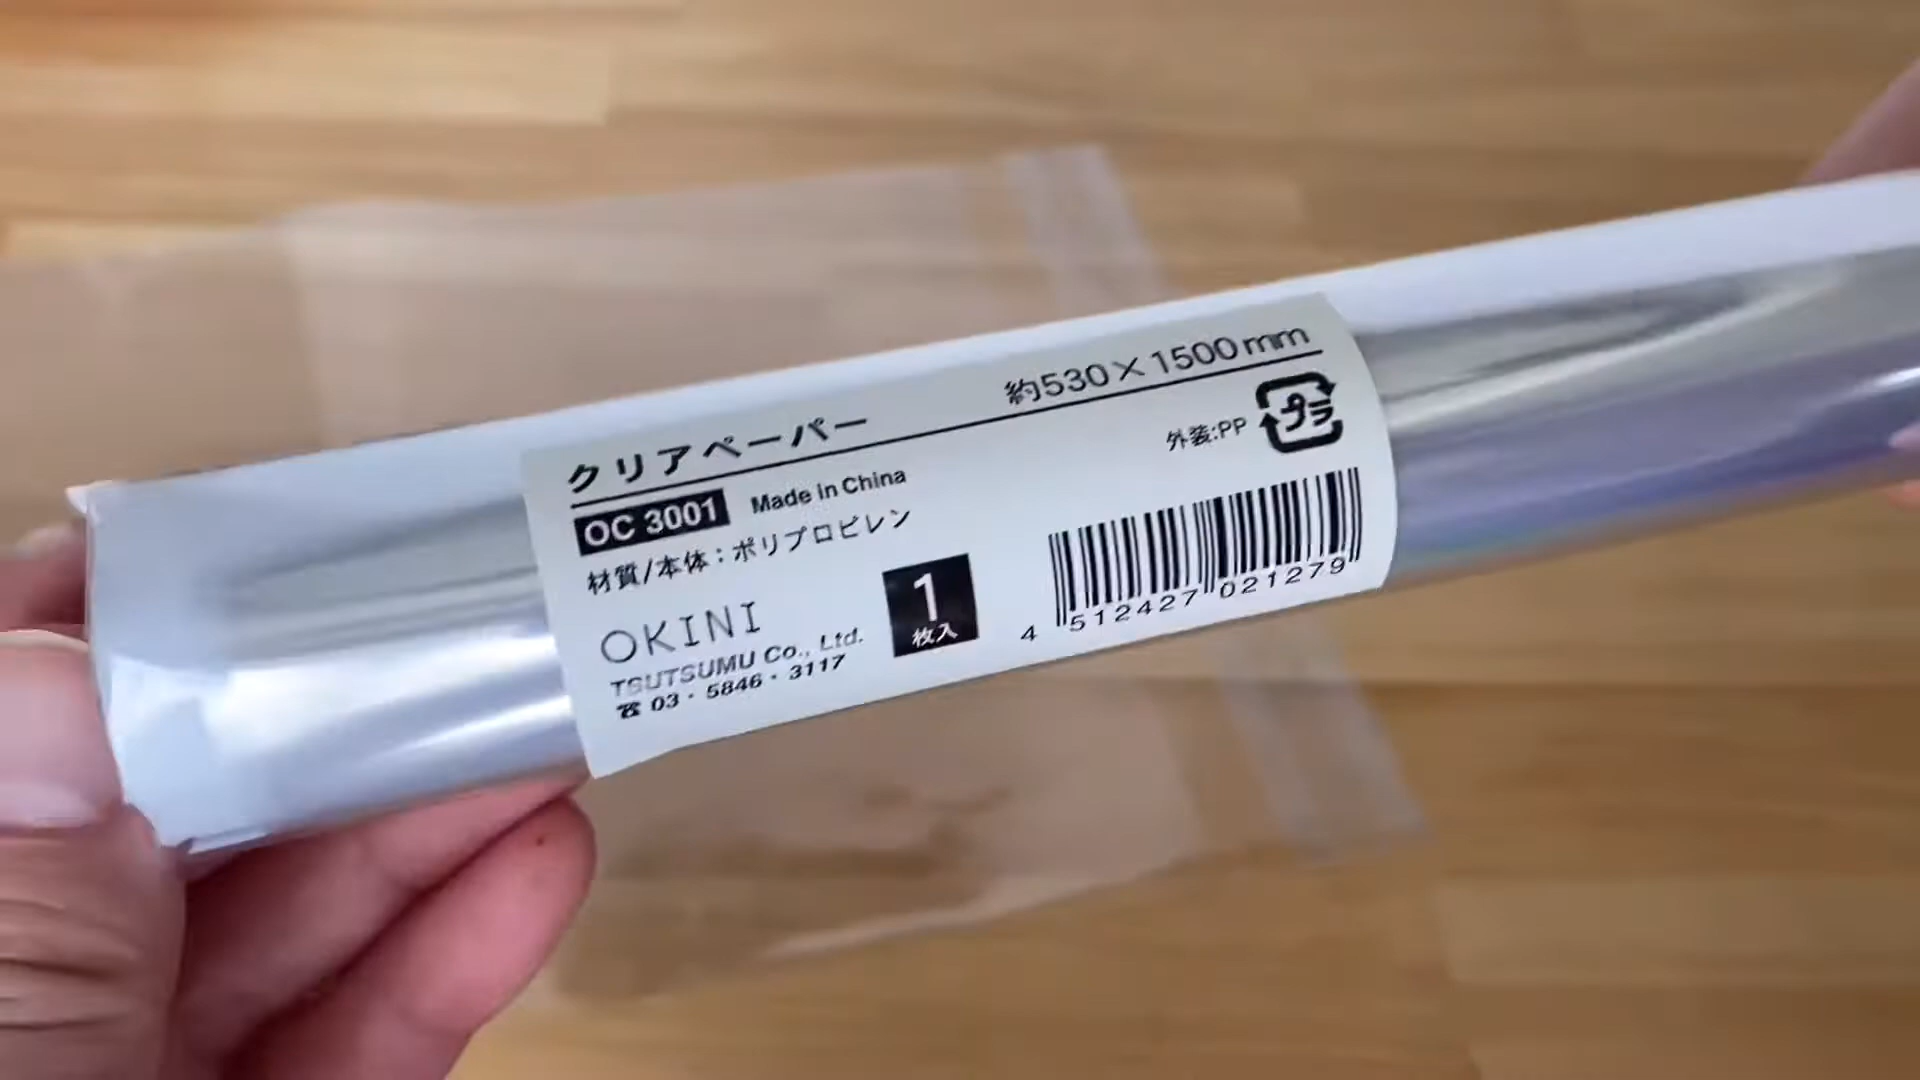 クリアペーパー 約530×1500mm
OC 3001 Made in China
外装:PP プラ
材質/本体：ポリプロピレン
OKINI
TSUTSUMU Co., Ltd.
☎ 03・5846・3117
1
枚入
4 512427 021279